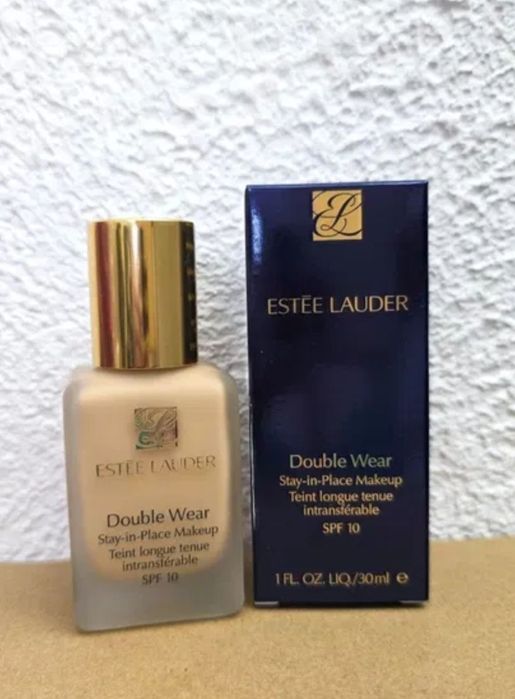 ESTĒE LAUDER
Double Wear
Stay-in-Place Makeup
Teint longue tenue
intransférable
SPF 10
ESTĒE LAUDER
Double Wear
Stay-in-Place Makeup
Teint longue tenue
intransférable
SPF 10
1 FL. OZ. LIQ./30ml e